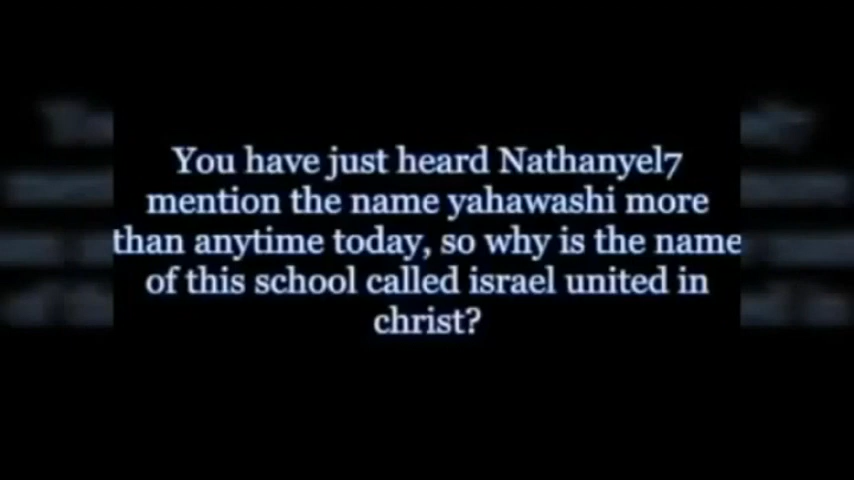 You have just heard Nathanyel7
mention the name yahawashi more
than anytime today, so why is the name
of this school called israel united in
christ?